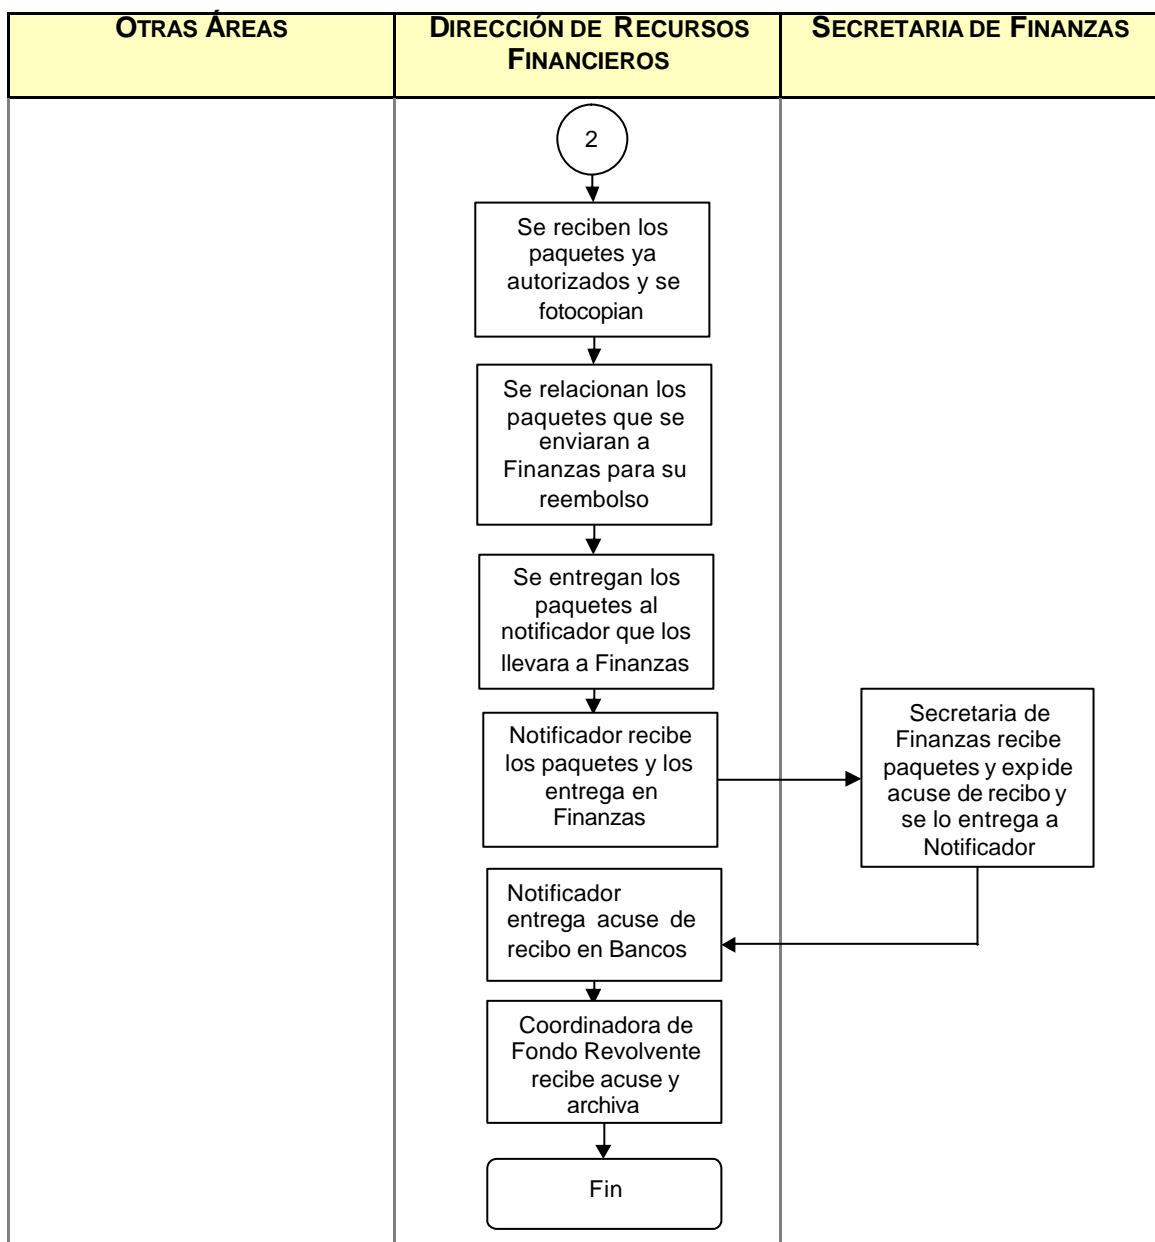 OTRAS ÁREAS
DIRECCIÓN DE RECURSOS
FINANCIEROS
SECRETARIA DE FINANZAS
2
Se reciben los
paquetes ya
autorizados y se
fotocopian
Se relacionan los
paquetes que se
enviaran a
Finanzas para su
reembolso
Se entregan los
paquetes al
notificador que los
llevara a Finanzas
Notificador recibe
los paquetes y los
entrega en
Finanzas
Secretaria de
Finanzas recibe
paquetes y expide
acuse de recibo y
se lo entrega a
Notificador
Notificador
entrega acuse de
recibo en Bancos
Coordinadora de
Fondo Revolvente
recibe acuse y
archiva
Fin